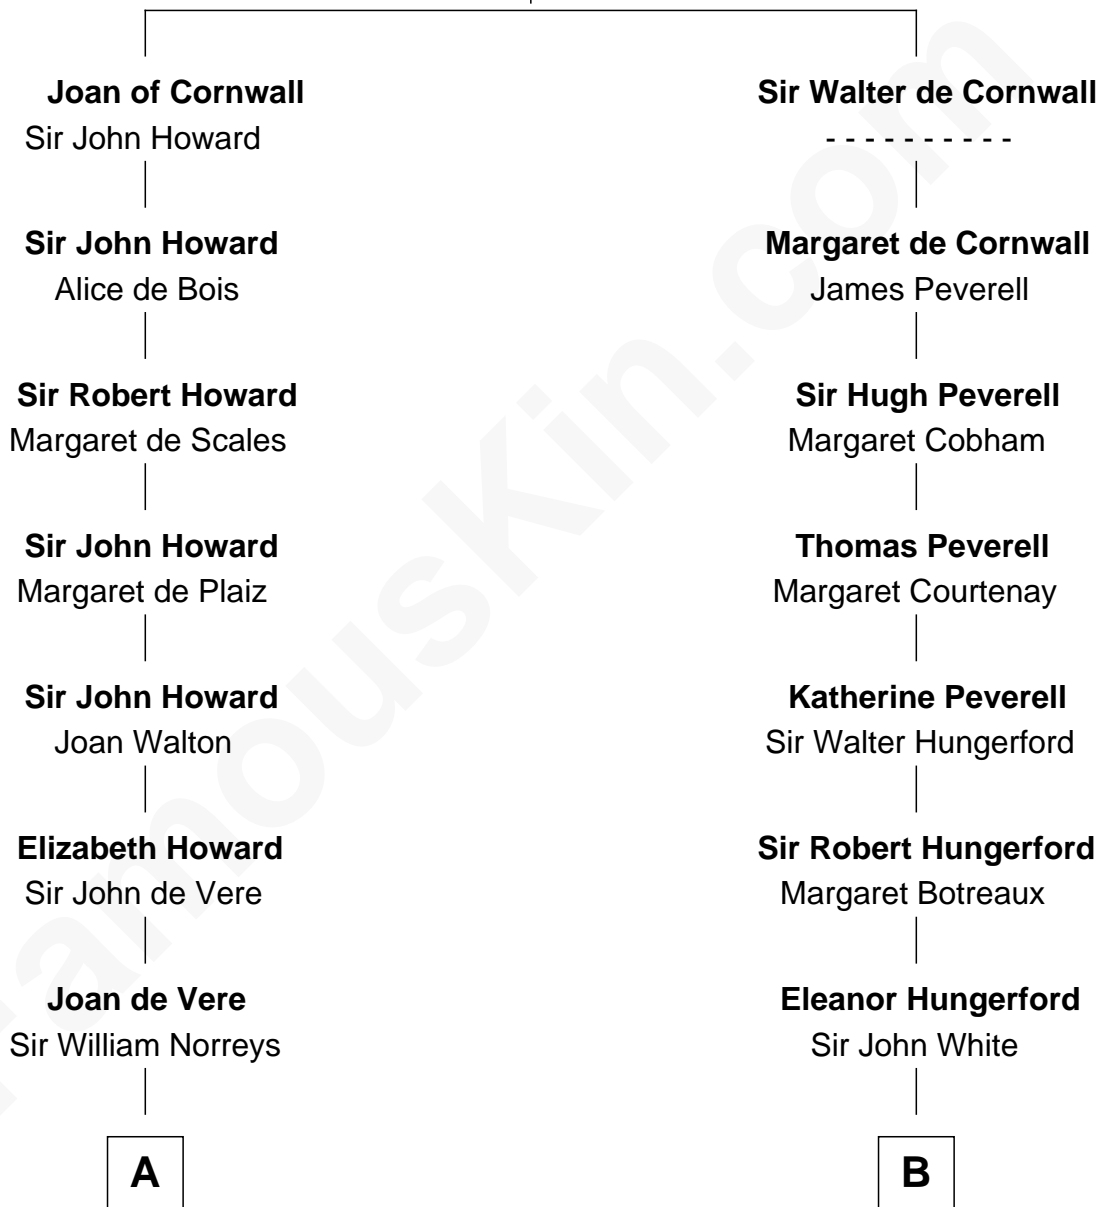 Joan of Cornwall
Sir John Howard
Sir John Howard
Alice de Bois
Sir Robert Howard
Margaret de Scales
Sir John Howard
Margaret de Plaiz
Sir John Howard
Joan Walton
Elizabeth Howard
Sir John de Vere
Joan de Vere
Sir William Norreys
A
Sir Walter de Cornwall
- - - - - - - - - -
Margaret de Cornwall
James Peverell
Sir Hugh Peverell
Margaret Cobham
Thomas Peverell
Margaret Courtenay
Katherine Peverell
Sir Walter Hungerford
Sir Robert Hungerford
Margaret Botreaux
Eleanor Hungerford
Sir John White
B
FamousKin.com